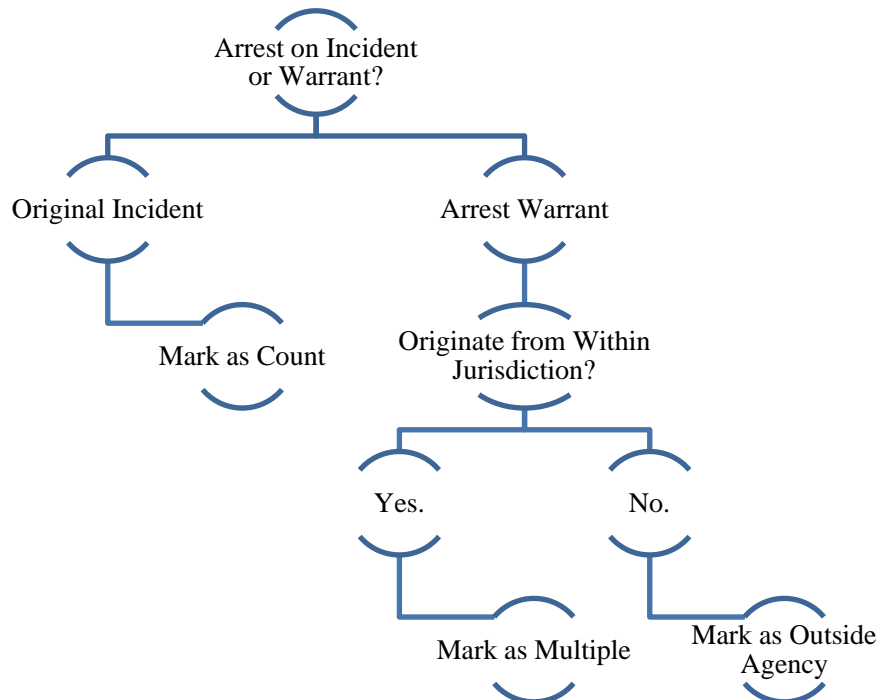 Arrest on Incident
or Warrant?
Original Incident
Arrest Warrant
Mark as Count
Originate from Within
Jurisdiction?
Yes.
No.
Mark as Multiple
Mark as Outside
Agency